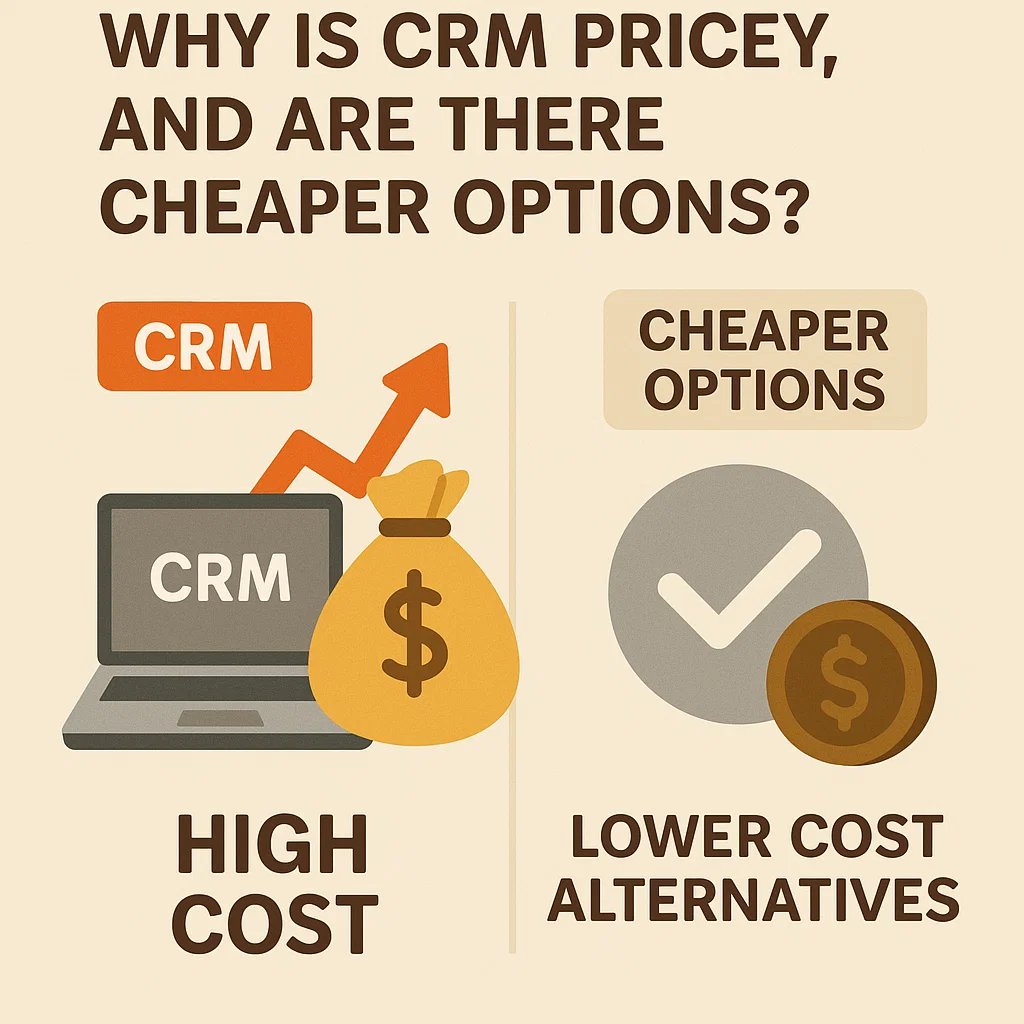 WHY IS CRM PRICEY,
AND ARE THERE
CHEAPER OPTIONS?
CRM
CRM
$
HIGH
COST
CHEAPER
OPTIONS
$
LOWER COST
ALTERNATIVES